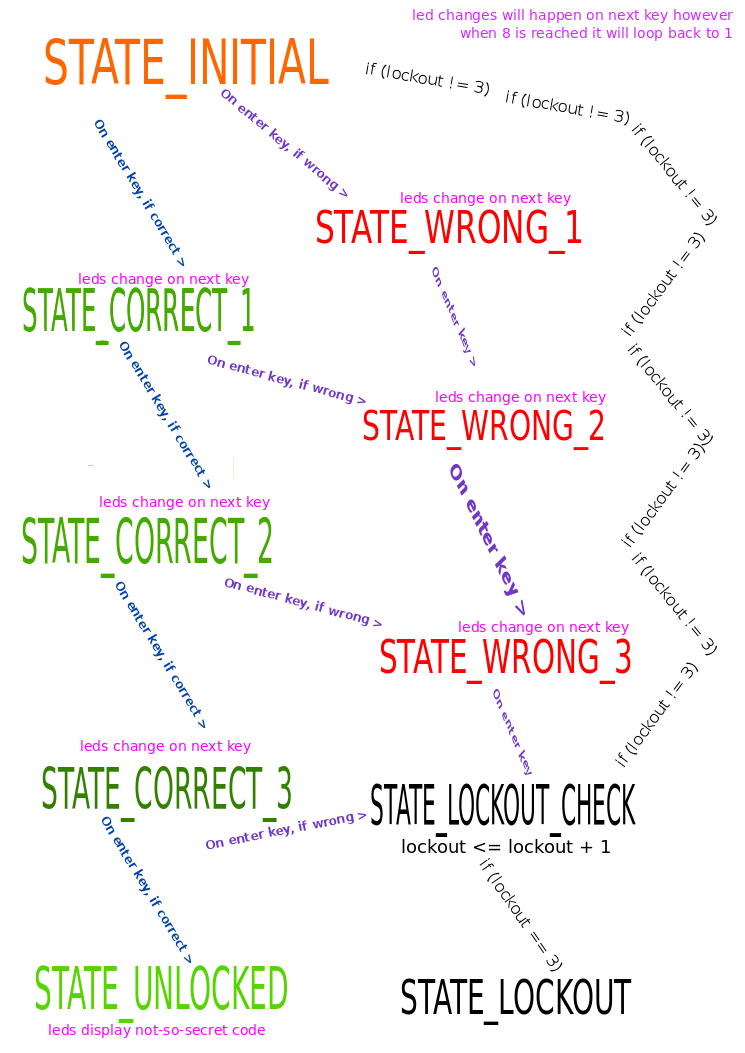 led changes will happen on next key however
when 8 is reached it will loop back to 1
STATE_INITIAL
if (lockout != 3)
if (lockout != 3)
On enter key, if wrong >
if (lockout != 3)
On enter key, if correct >
leds change on next key
STATE_WRONG_1
if (lockout != 3)
leds change on next key
STATE_CORRECT_1
On enter key >
On enter key, if correct >
On enter key, if wrong >
if (lockout != 3)
leds change on next key
STATE_WRONG_2
if (lockout != 3)
On enter key >
leds change on next key
STATE_CORRECT_2
if (lockout != 3)
On enter key, if correct >
On enter key, if wrong >
leds change on next key
STATE_WRONG_3
if (lockout != 3)
On enter key
leds change on next key
STATE_CORRECT_3
STATE_LOCKOUT_CHECK
On enter key, if wrong >
lockout <= lockout + 1
On enter key, if correct >
if (lockout == 3)
STATE_UNLOCKED
STATE_LOCKOUT
leds display not-so-secret code